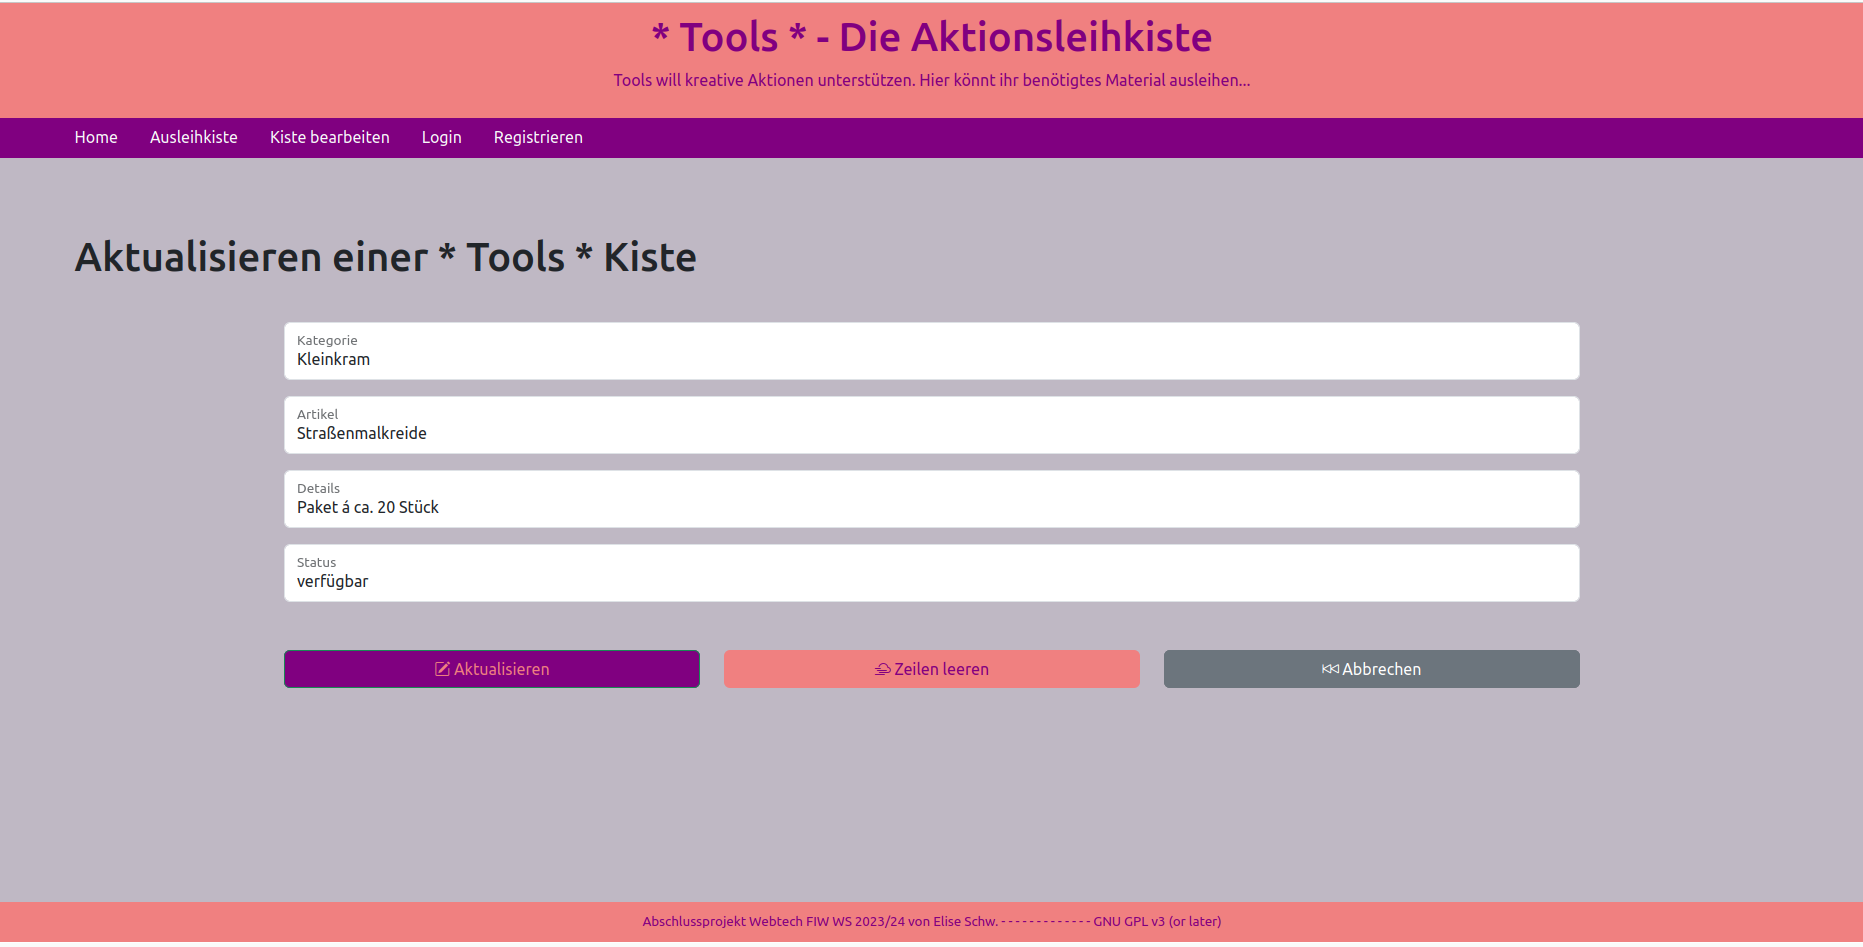 * Tools * - Die Aktionsleihkiste
Tools will kreative Aktionen unterstützen. Hier könnt ihr benötigtes Material ausleihen...
Home Ausleihkiste Kiste bearbeiten Login Registrieren
Aktualisieren einer * Tools * Kiste
Kategorie
Kleinkram
Artikel
Straßenmalkreide
Details
Paket á ca. 20 Stück
Status
verfügbar
Aktualisieren Zeilen leeren Abbrechen
Abschlussprojekt Webtech FIW WS 2023/24 von Elise Schw. - - - - - - - - - - - - - GNU GPL v3 (or later)